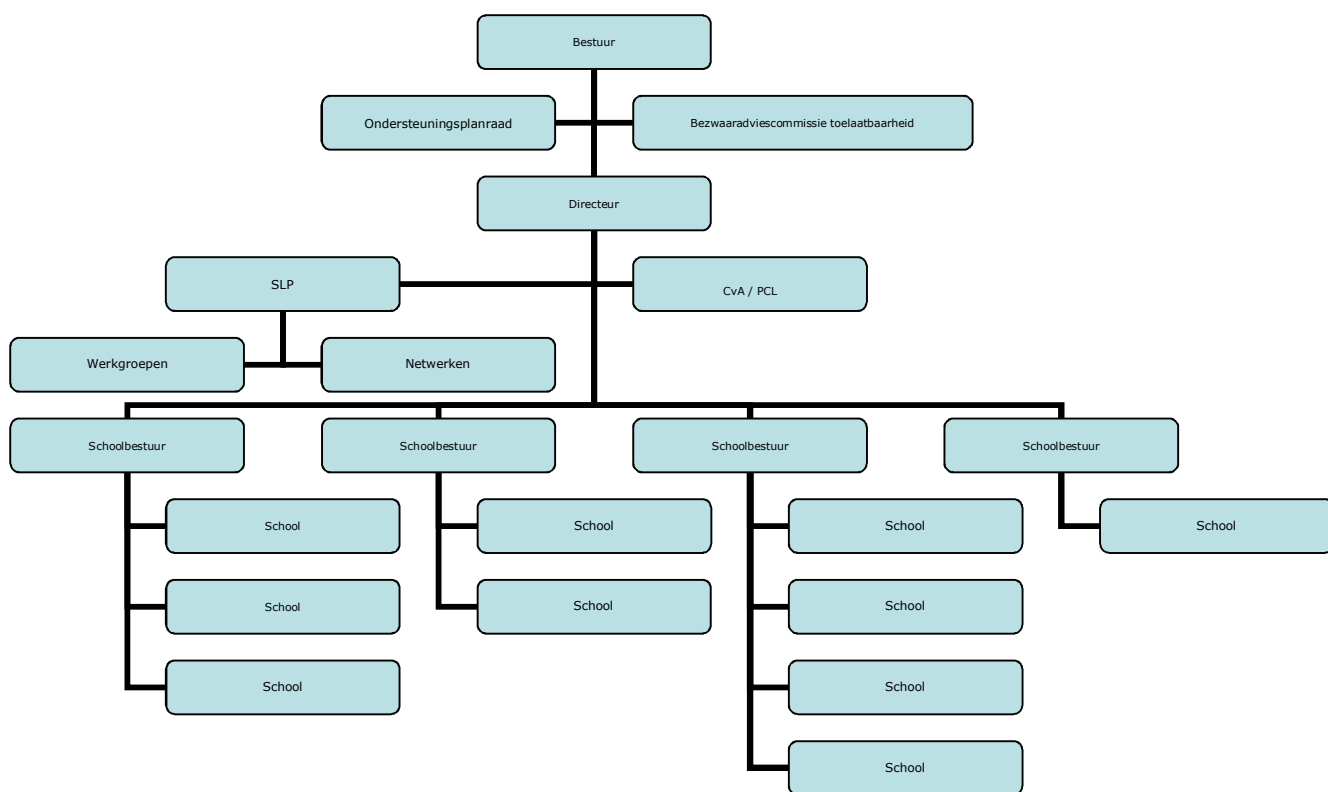 Bestuur
Ondersteuningsplanraad
Bezwaaradviescommissie toelaatbaarheid
Directeur
SLP
CvA / PCL
Werkgroepen
Netwerken
Schoolbestuur
Schoolbestuur
Schoolbestuur
Schoolbestuur
School
School
School
School
School
School
School
School
School
School